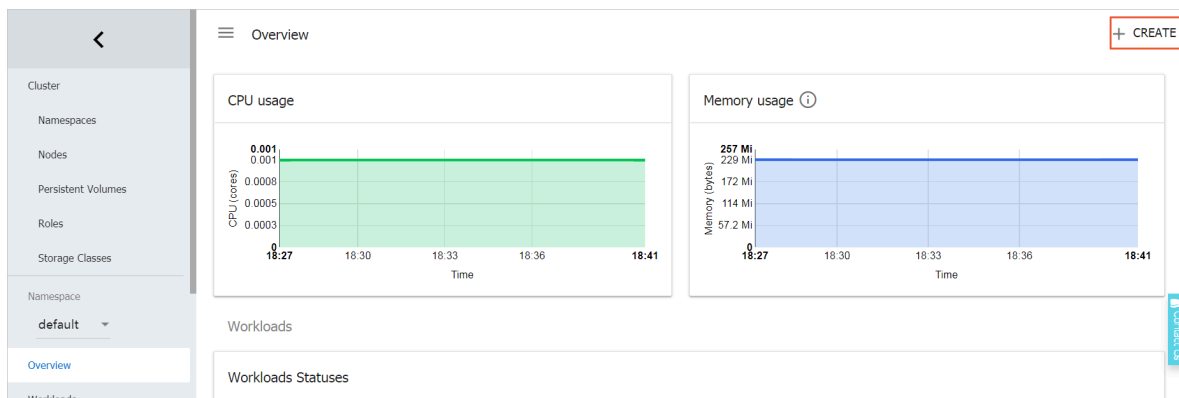 Overview
+ CREATE
Cluster
Namespaces
Nodes
Persistent Volumes
Roles
Storage Classes
Namespace
default
Overview
Workloads
CPU usage
0.001
0.001
0.0008
0.0005
0.0003
0
CPU (cores)
18:27 18:30 18:33 18:36 18:41
Time
Memory usage
257 Mi
229 Mi
172 Mi
114 Mi
57.2 Mi
0
Memory (bytes)
18:27 18:30 18:33 18:36 18:41
Time
Workloads
Workloads Statuses
Contact Us